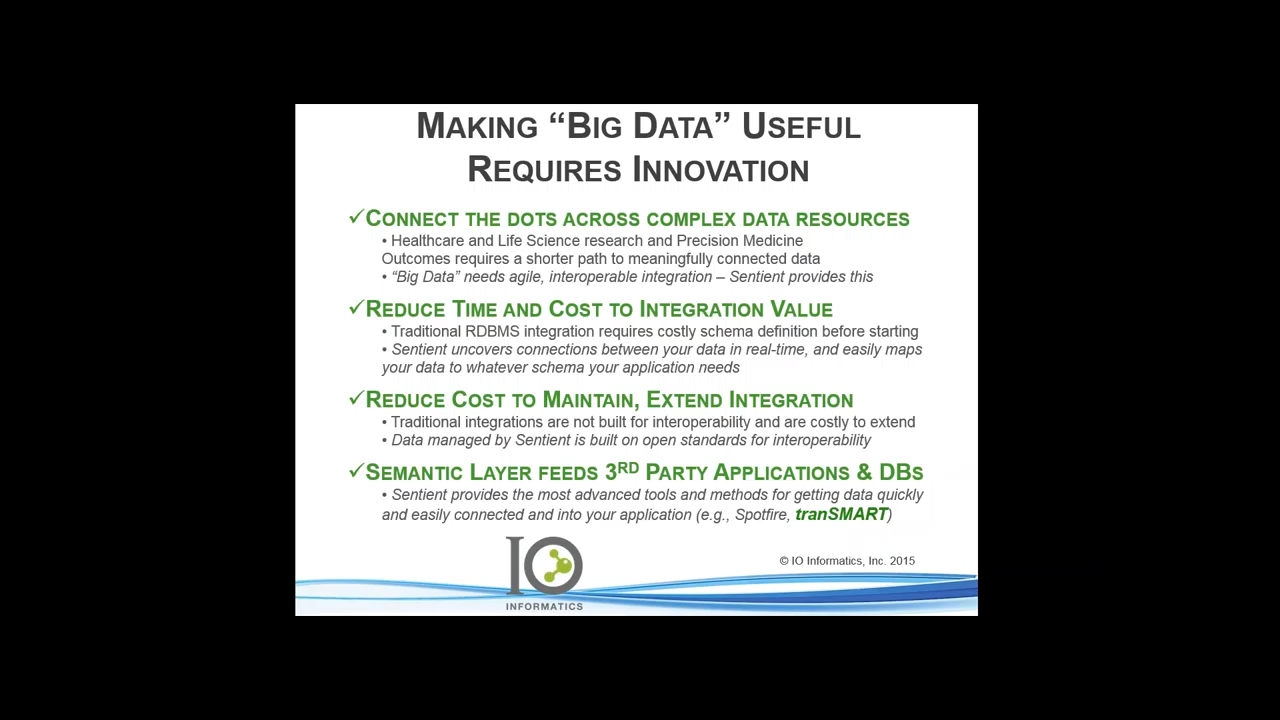 MAKING “BIG DATA” USEFUL
REQUIRES INNOVATION
✓CONNECT THE DOTS ACROSS COMPLEX DATA RESOURCES
• Healthcare and Life Science research and Precision Medicine
Outcomes requires a shorter path to meaningfully connected data
• “Big Data” needs agile, interoperable integration – Sentient provides this
✓REDUCE TIME AND COST TO INTEGRATION VALUE
• Traditional RDBMS integration requires costly schema definition before starting
• Sentient uncovers connections between your data in real-time, and easily maps
your data to whatever schema your application needs
✓REDUCE COST TO MAINTAIN, EXTEND INTEGRATION
• Traditional integrations are not built for interoperability and are costly to extend
• Data managed by Sentient is built on open standards for interoperability
✓SEMANTIC LAYER FEEDS 3RD PARTY APPLICATIONS & DBS
• Sentient provides the most advanced tools and methods for getting data quickly
and easily connected and into your application (e.g., Spotfire, tranSMART)
© IO Informatics, Inc. 2015
IO
INFORMATICS